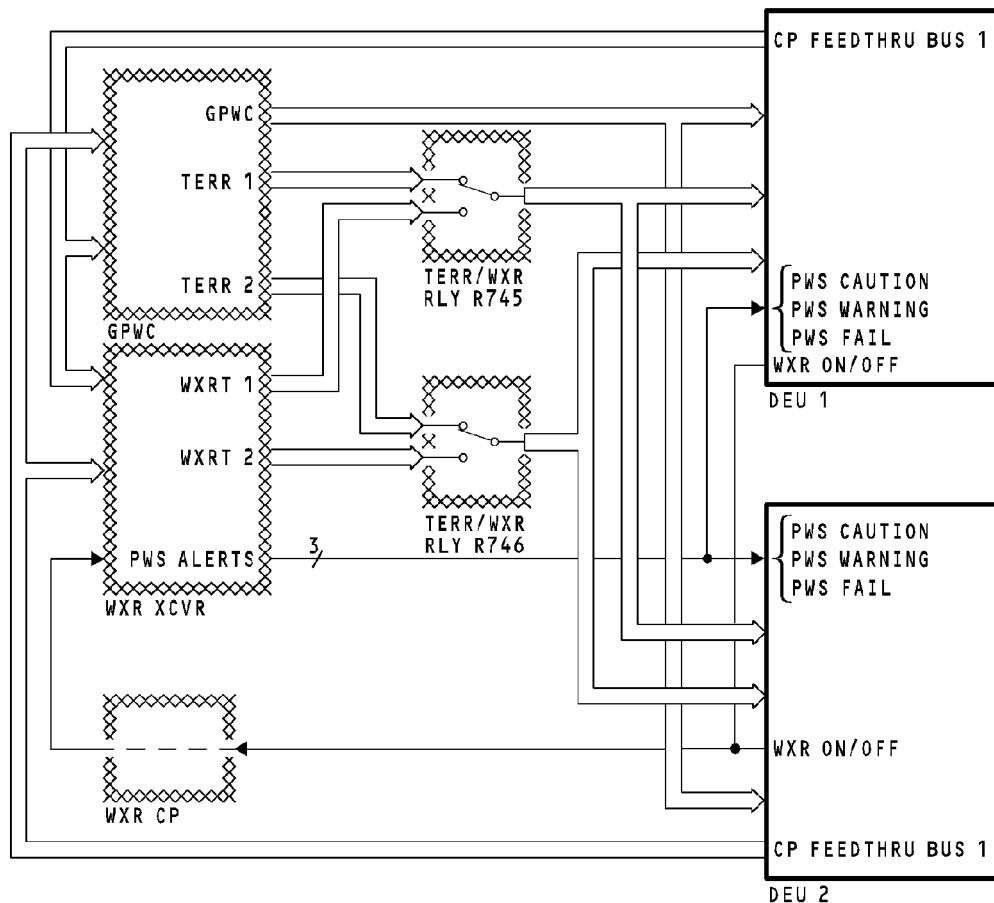 CP FEEDTHRU BUS 1
GPWC
TERR 1
TERR 2
GPWC
TERR/WXR
RLY R745
PWS CAUTION
PWS WARNING
PWS FAIL
WXR ON/OFF
DEU 1
WXRT 1
WXRT 2
PWS ALERTS
3
WXR XCVR
TERR/WXR
RLY R746
PWS CAUTION
PWS WARNING
PWS FAIL
WXR ON/OFF
WXR CP
CP FEEDTHRU BUS 1
DEU 2